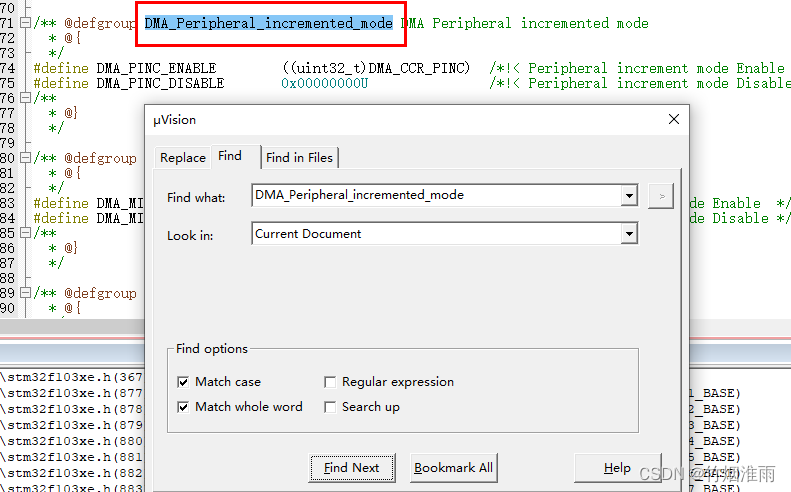 70
71 /** @defgroup DMA_Peripheral_incremented_mode DMA Peripheral incremented mode
72 * @{
73 */
74 #define DMA_PINC_ENABLE ((uint32_t)DMA_CCR_PINC) /*!< Peripheral increment mode Enable
75 #define DMA_PINC_DISABLE 0x00000000U /*!< Peripheral increment mode Disable
76 /**
77 * @}
78 */
79
80 /** @defgroup
81 * @{
82 */
83 #define DMA_MI de Enable */
84 #define DMA_MI de Disable */
85 /**
86 * @}
87 */
88
89 /** @defgroup
90 * @{
µVision
Replace Find Find in Files
Find what: DMA_Peripheral_incremented_mode >
Look in: Current Document
Find options
Match case Regular expression
Match whole word Search up
Find Next Bookmark All Help
\stm32f103xe.h(367
\stm32f103xe.h(877 1_BASE)
\stm32f103xe.h(878 2_BASE)
\stm32f103xe.h(879 3_BASE)
\stm32f103xe.h(880 4_BASE)
\stm32f103xe.h(881 5_BASE)
\stm32f103xe.h(882
\stm32f103xe.h(883 7_BASE)
CSDN @竹烟淮雨